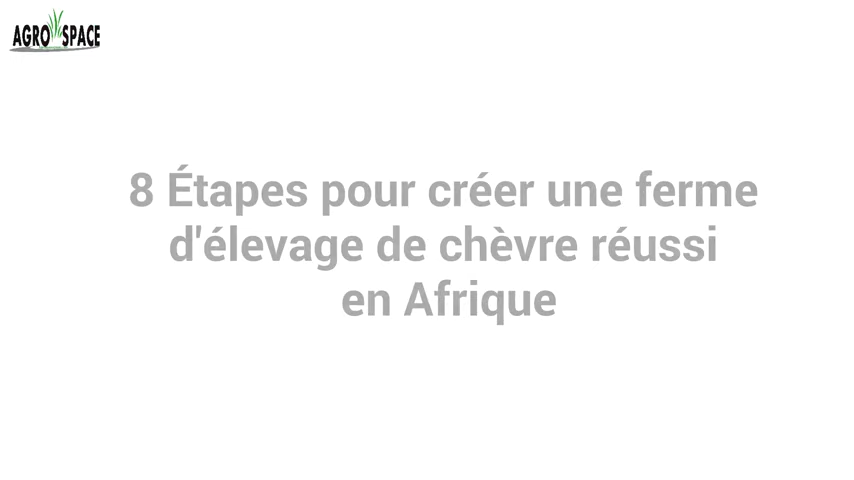 AGRO SPACE
8 Étapes pour créer une ferme
d'élevage de chèvre réussi
en Afrique